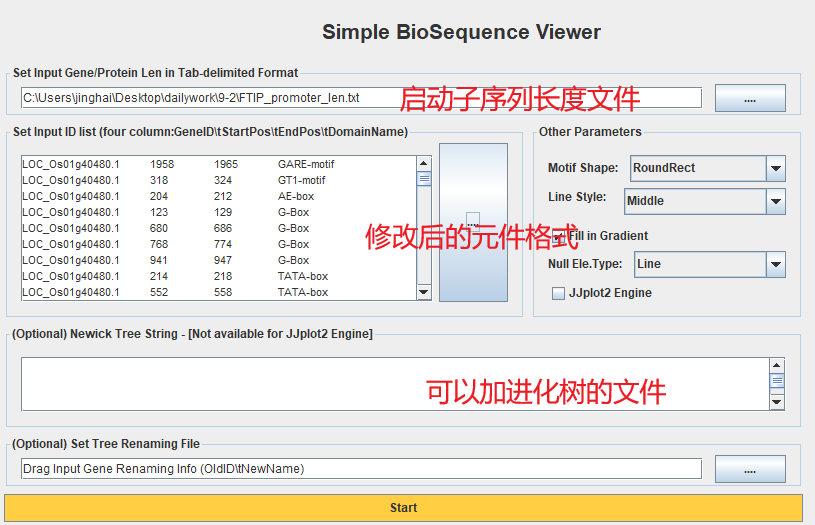 Simple BioSequence Viewer
Set Input Gene/Protein Len in Tab-delimited Format
C:\Users\jinghai\Desktop\dailywork\9-2\FTIP_promoter_len.txt
启动子序列长度文件
....
Set Input ID list (four column:GeneID\tStartPos\tEndPos\tDomainName)
LOC_Os01g40480.1 1958 1965 GARE-motif
LOC_Os01g40480.1 318 324 GT1-motif
LOC_Os01g40480.1 204 212 AE-box
LOC_Os01g40480.1 123 129 G-Box
LOC_Os01g40480.1 680 686 G-Box
LOC_Os01g40480.1 768 774 G-Box
LOC_Os01g40480.1 941 947 G-Box
LOC_Os01g40480.1 214 218 TATA-box
LOC_Os01g40480.1 552 558 TATA-box
修改后的元件格式
Other Parameters
Motif Shape: RoundRect
Line Style: Middle
Fill in Gradient
Null Ele.Type: Line
JJplot2 Engine
(Optional) Newick Tree String - [Not available for JJplot2 Engine]
可以加进化树的文件
(Optional) Set Tree Renaming File
Drag Input Gene Renaming Info (OldID\tNewName)
....
Start